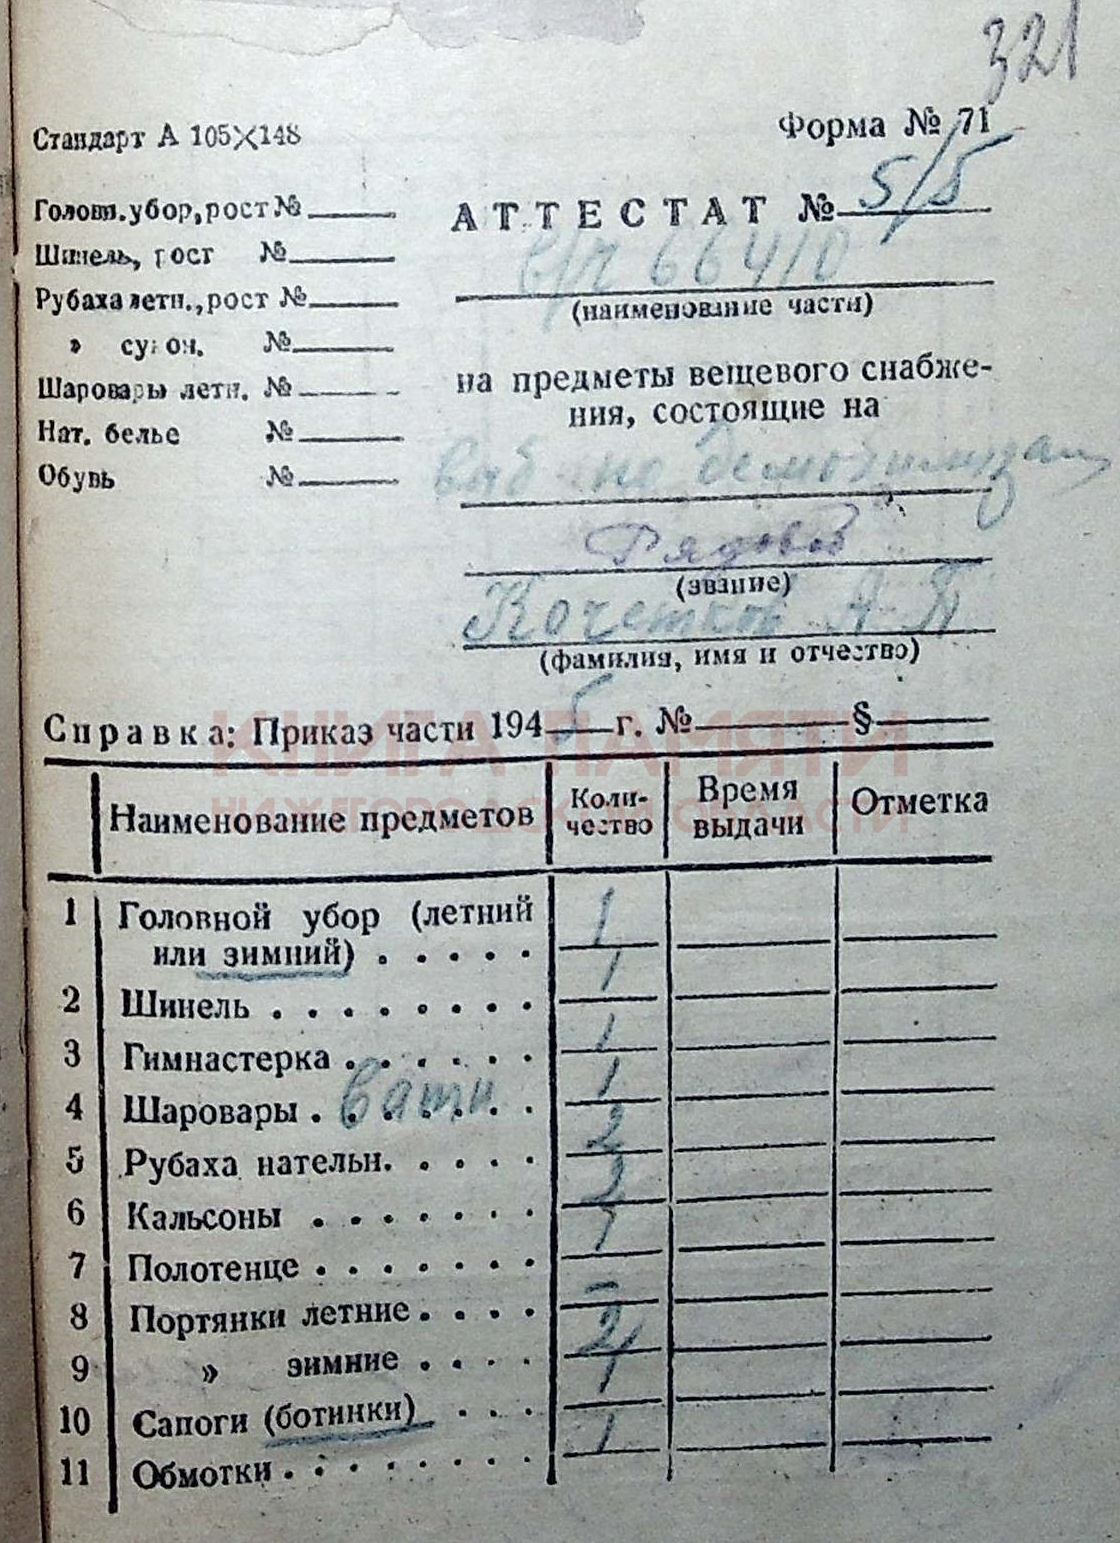 321
Стандарт А 105×148
Форма № 71
Головн. убор, рост №
Шинель, рост №
Рубаха летн., рост №
» сукон. №
Шаровары летн. №
Нат. белье №
Обувь №
АТТЕСТАТ № 5/5
в/ч 66410
(наименование части)
на предметы вещевого снабже-
ния, состоящие на
на демобилизац
Рядовой
(звание)
Кочетков А П
(фамилия, имя и отчество)
Справка: Приказ части 1945 г. № §
КНИГА ПАМЯТИ
НИЖЕГОРОДСКОЙ ОБЛАСТИ
Наименование предметов Коли-чество Время выдачи Отметка
1 Головной убор (летний
или зимний) . . . . . 1
2 Шинель . . . . . . . . 1
3 Гимнастерка . . . . . . 1
4 Шаровары . ватн . . . . 1
5 Рубаха нательн. . . . . 2
6 Кальсоны . . . . . . . 2
7 Полотенце . . . . . . . 1
8 Портянки летние . . . . –
9 » зимние . . . . 2
10 Сапоги (ботинки) . . . 1
11 Обмотки . . . . . . . . 1